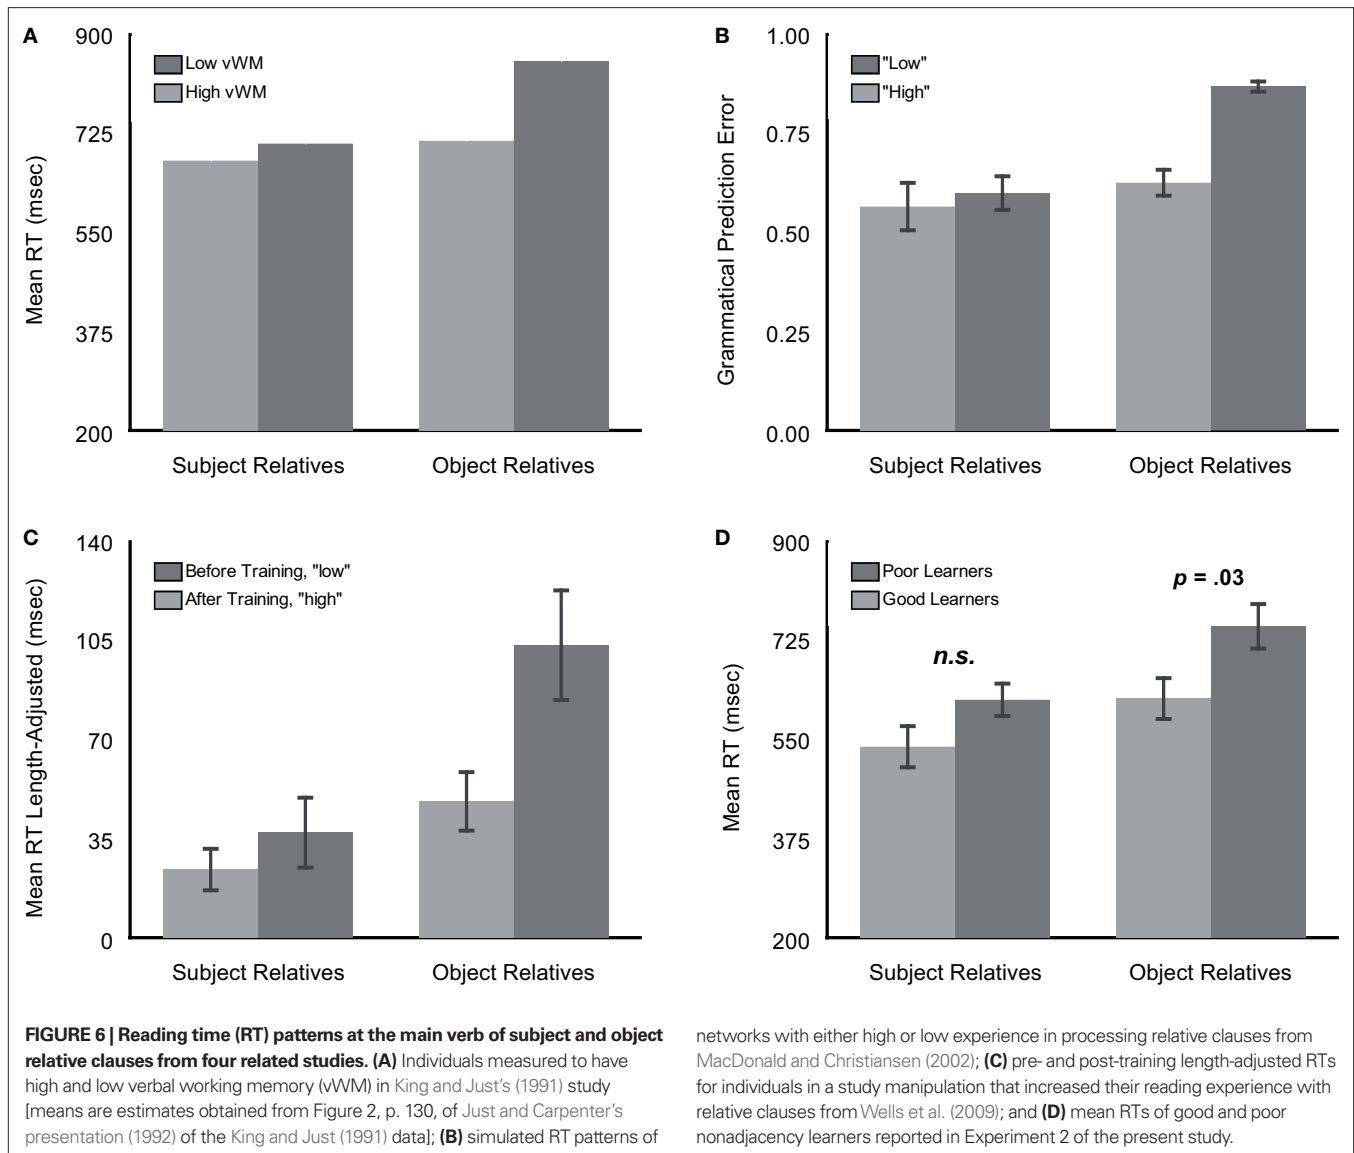 A
Mean RT (msec)
900
725
550
375
200
Low vWM
High vWM
Subject Relatives
Object Relatives
B
Grammatical Prediction Error
1.00
0.75
0.50
0.25
0.00
"Low"
"High"
Subject Relatives
Object Relatives
C
Mean RT Length-Adjusted (msec)
140
105
70
35
0
Before Training, "low"
After Training, "high"
Subject Relatives
Object Relatives
D
Mean RT (msec)
900
725
550
375
200
Poor Learners
Good Learners
n.s.
p = .03
Subject Relatives
Object Relatives
FIGURE 6 | Reading time (RT) patterns at the main verb of subject and object
relative clauses from four related studies. (A) Individuals measured to have
high and low verbal working memory (vWM) in King and Just's (1991) study
[means are estimates obtained from Figure 2, p. 130, of Just and Carpenter's
presentation (1992) of the King and Just (1991) data]; (B) simulated RT patterns of
networks with either high or low experience in processing relative clauses from
MacDonald and Christiansen (2002); (C) pre- and post-training length-adjusted RTs
for individuals in a study manipulation that increased their reading experience with
relative clauses from Wells et al. (2009); and (D) mean RTs of good and poor
nonadjacency learners reported in Experiment 2 of the present study.